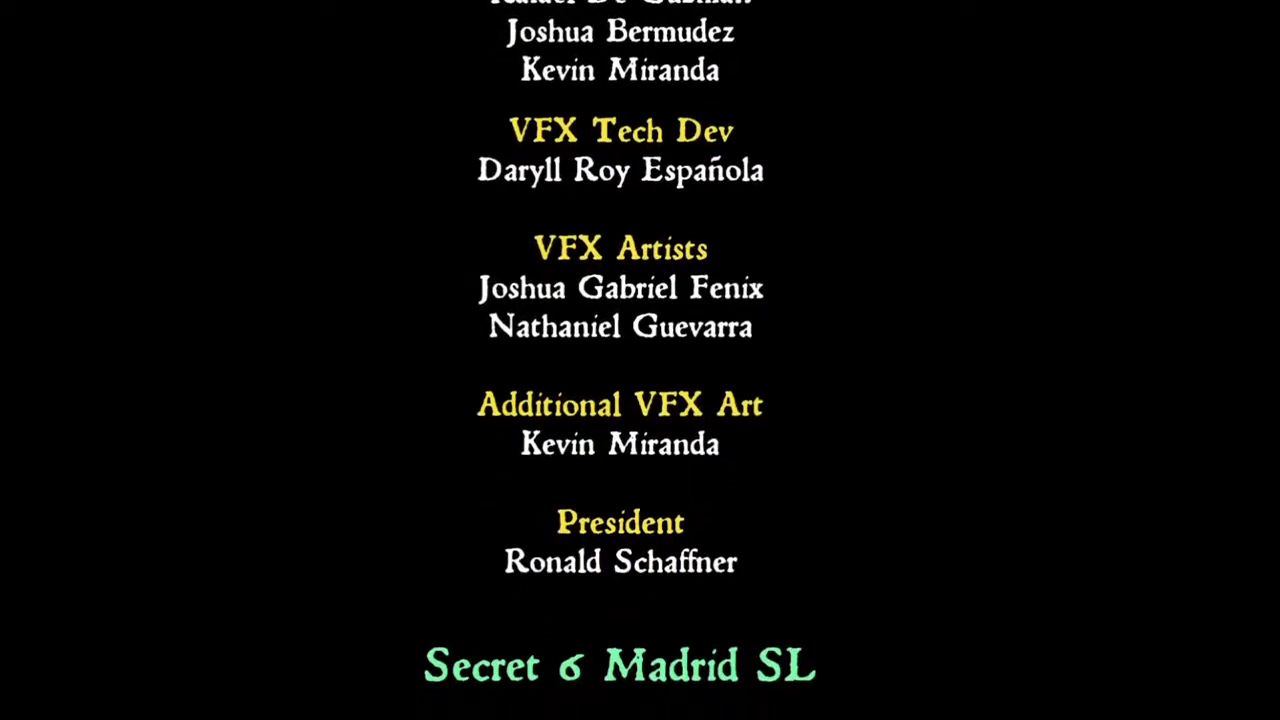 Joshua Bermudez
Kevin Miranda
VFX Tech Dev
Daryll Roy Española
VFX Artists
Joshua Gabriel Fenix
Nathaniel Guevarra
Additional VFX Art
Kevin Miranda
President
Ronald Schaffner
Secret 6 Madrid SL